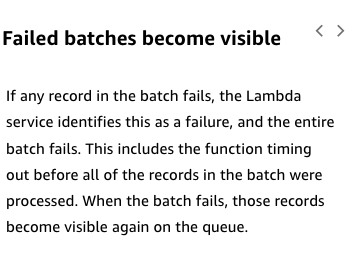 Failed batches become visible
If any record in the batch fails, the Lambda
service identifies this as a failure, and the entire
batch fails. This includes the function timing
out before all of the records in the batch were
processed. When the batch fails, those records
become visible again on the queue.